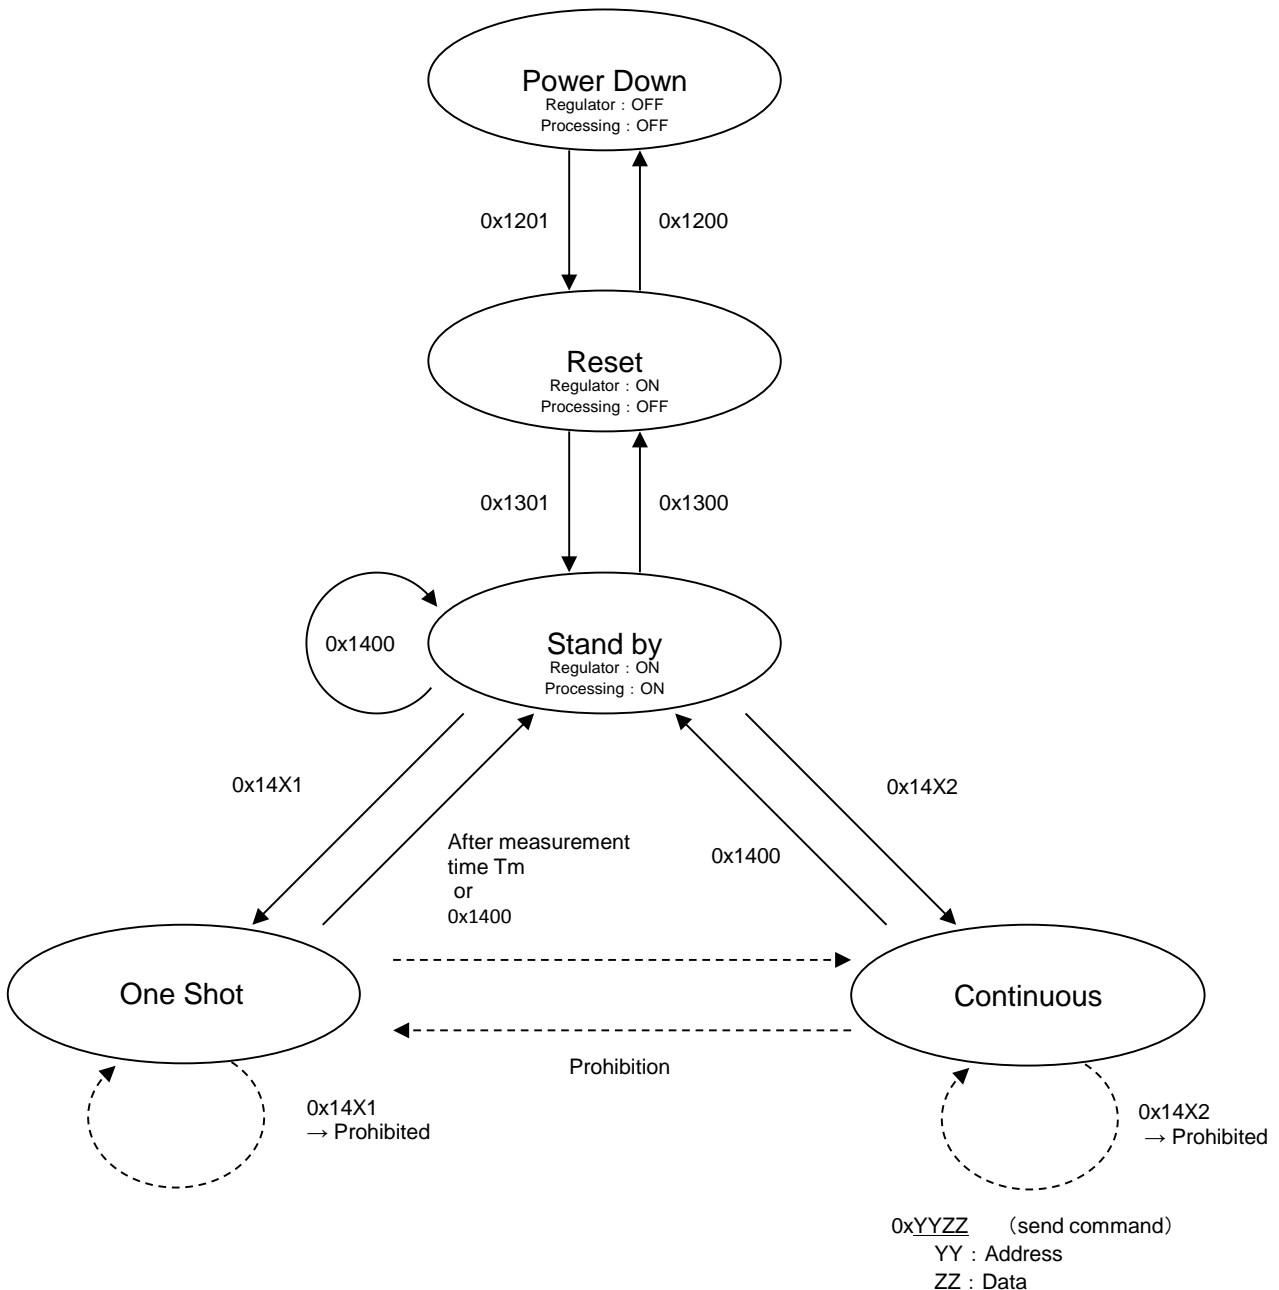 Power Down
Regulator : OFF
Processing : OFF
0x1201
0x1200
Reset
Regulator : ON
Processing : OFF
0x1301
0x1300
0x1400
Stand by
Regulator : ON
Processing : ON
0x14X1
0x14X2
After measurement
time Tm
or
0x1400
0x1400
One Shot
Continuous
Prohibition
0x14X1
→ Prohibited
0x14X2
→ Prohibited
0xYYZZ （send command）
YY : Address
ZZ : Data